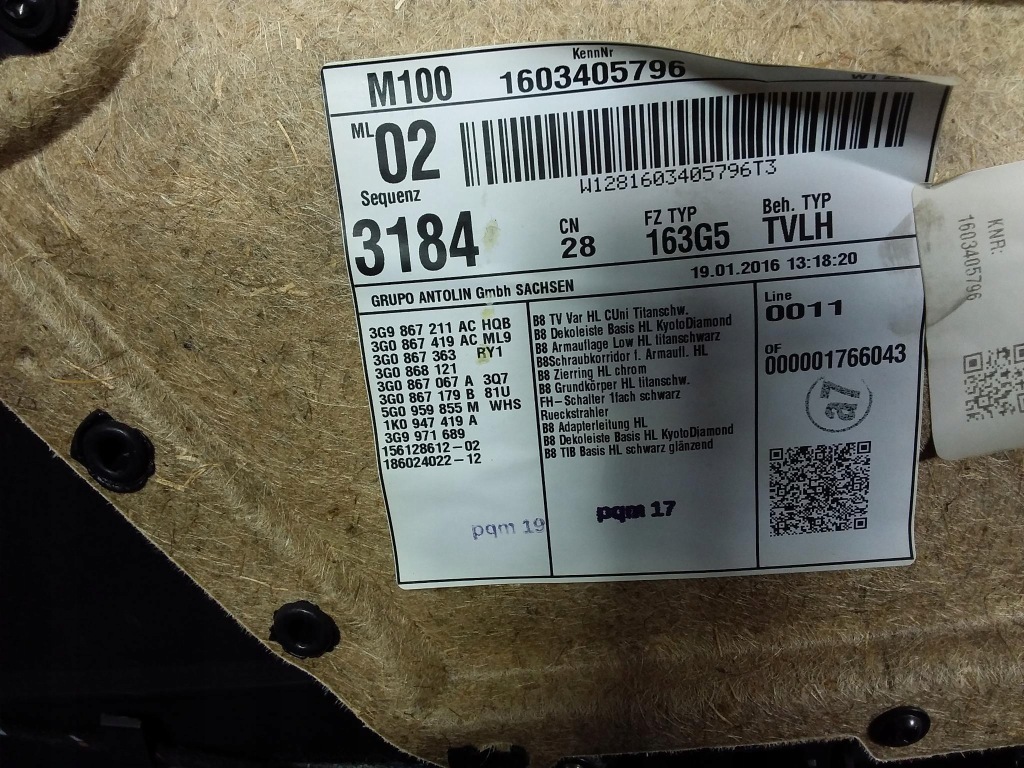 KennNr
M100 1603405796
ML 02
W1281603405796T3
Sequenz
3184
CN
28
FZ TYP
163G5
Beh. TYP
TVLH
19.01.2016 13:18:20
GRUPO ANTOLIN Gmbh SACHSEN
3G9 867 211 AC HQB
3G0 867 419 AC ML9
3G0 867 363 RY1
3G0 868 121
3G0 867 067 A 3Q7
3G0 867 179 B 81U
5G0 959 855 M WHS
1K0 947 419 A
3G9 971 689
156128612-02
186024022-12
pqm 19
B8 TV Var HL CUni Titanschw.
B8 Dekoleiste Basis HL KyotoDiamond
B8 Armauflage Low HL titanschwarz
B8Schraubkorridor 1. Armaufl. HL
B8 Zierring HL chrom
B8 Grundkörper HL titanschw.
FH-Schalter 1fach schwarz
Rueckstrahler
B8 Adapterleitung HL
B8 Dekoleiste Basis HL KyotoDiamond
B8 TIB Basis HL schwarz glänzend
pqm 17
Line
0011
OF
000001766043
a7
KNR:
1603405796